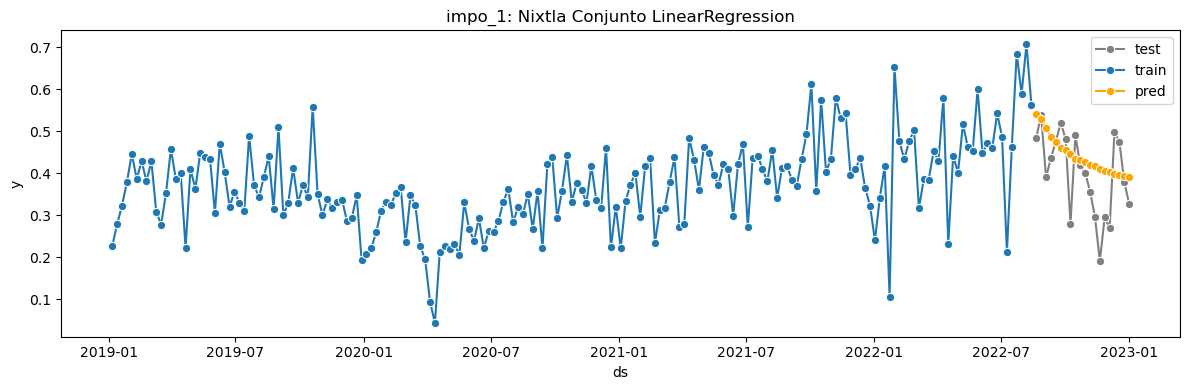 impo_1: Nixtla Conjunto LinearRegression
0.7
0.6
0.5
0.4
0.3
0.2
0.1
y
test
train
pred
2019-01 2019-07 2020-01 2020-07 2021-01 2021-07 2022-01 2022-07 2023-01
ds